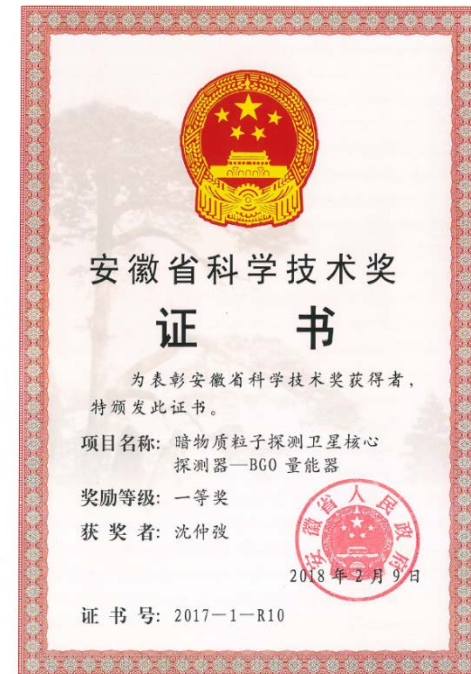 安徽省科学技术奖
证 书
为表彰安徽省科学技术奖获得者，
特颁发此证书。
项目名称：暗物质粒子探测卫星核心
探测器—BGO 量能器
奖励等级：一等奖
获 奖 者：沈仲弢
安徽省人民政府
2018 年 2 月 9 日
证 书 号：2017—1—R10